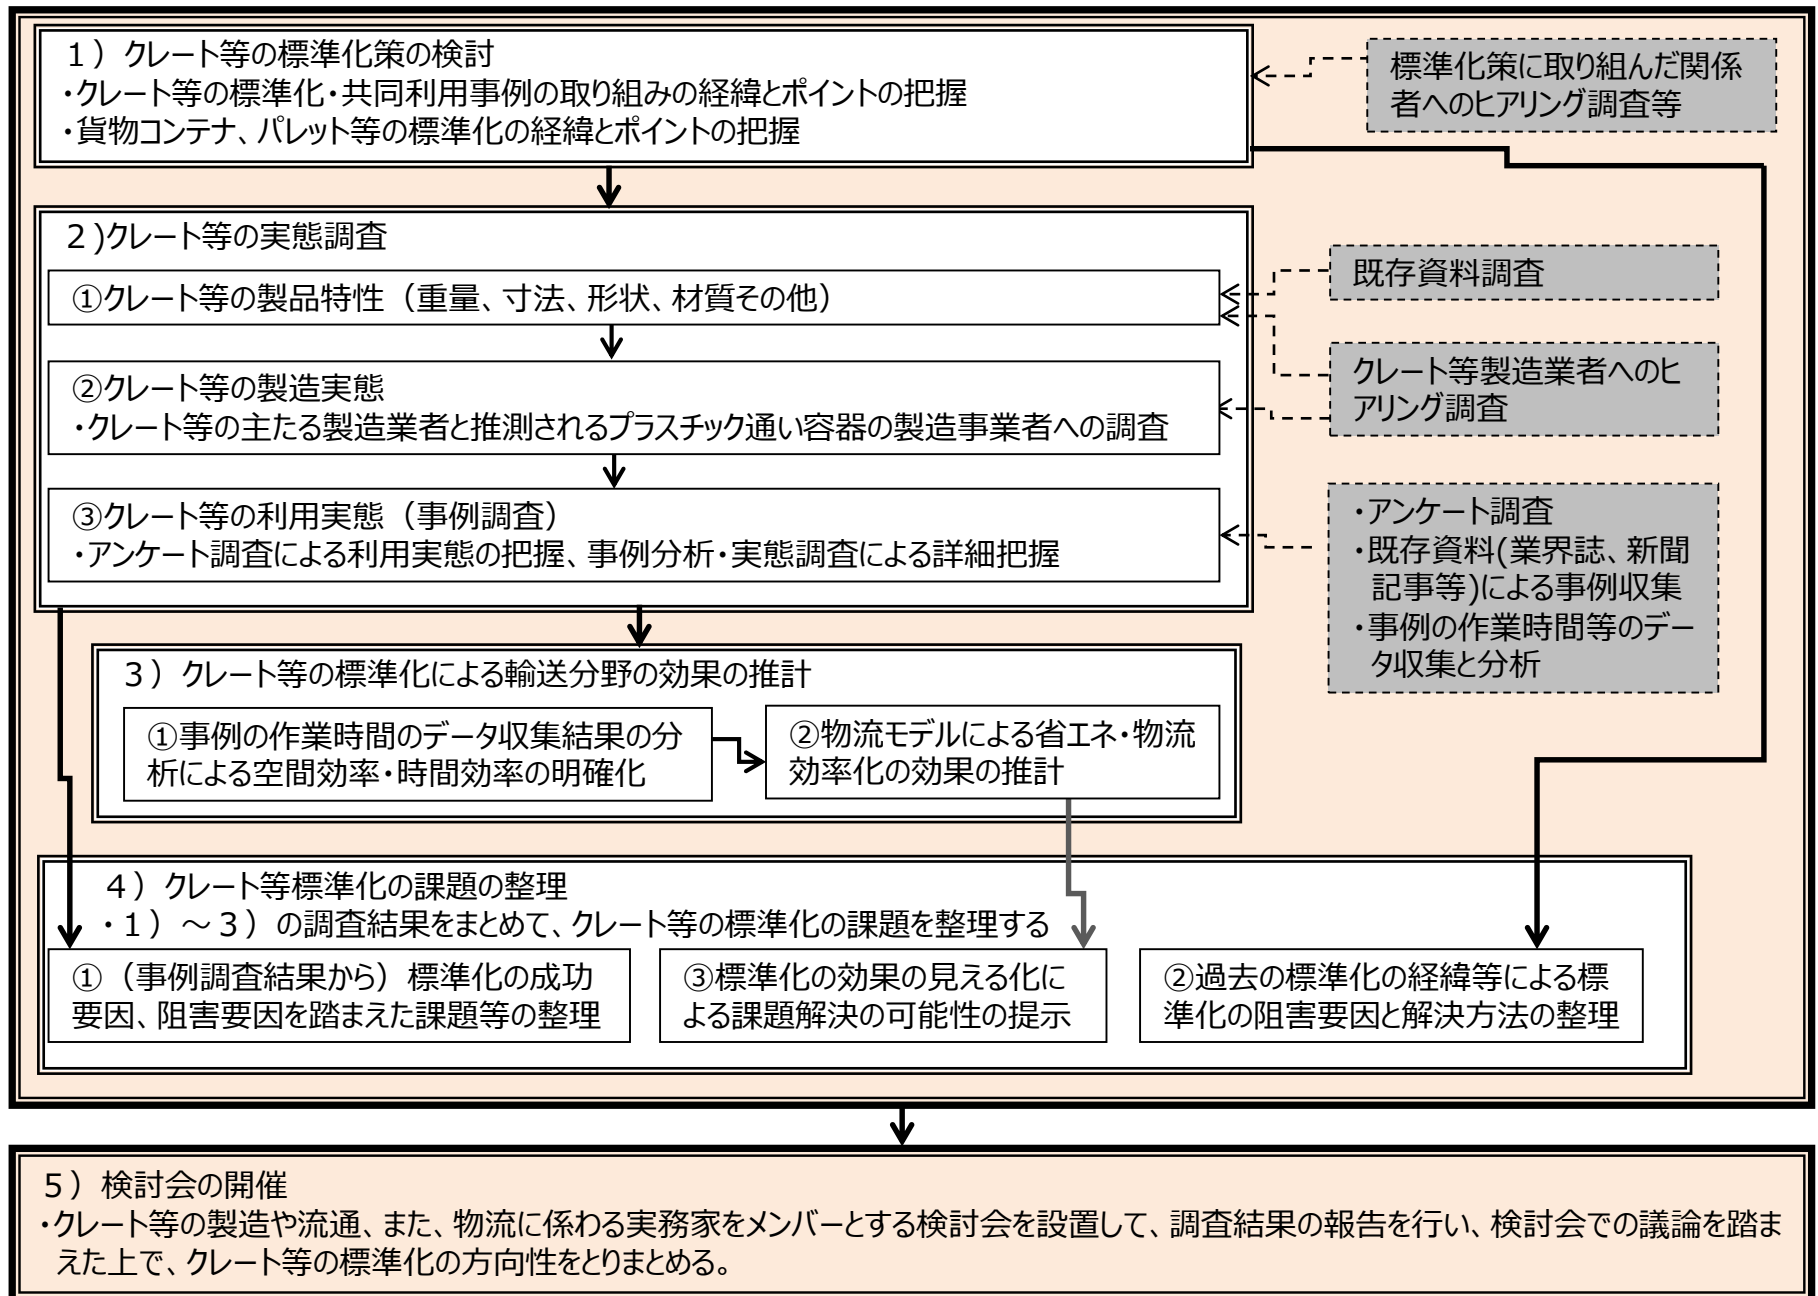 １）クレート等の標準化策の検討
・クレート等の標準化・共同利用事例の取り組みの経緯とポイントの把握
・貨物コンテナ、パレット等の標準化の経緯とポイントの把握
標準化策に取り組んだ関係
者へのヒアリング調査等
２)クレート等の実態調査
①クレート等の製品特性（重量、寸法、形状、材質その他）
既存資料調査
②クレート等の製造実態
・クレート等の主たる製造業者と推測されるプラスチック通い容器の製造事業者への調査
クレート等製造業者へのヒ
アリング調査
③クレート等の利用実態（事例調査）
・アンケート調査による利用実態の把握、事例分析・実態調査による詳細把握
・アンケート調査
・既存資料(業界誌、新聞
記事等)による事例収集
・事例の作業時間等のデー
タ収集と分析
３）クレート等の標準化による輸送分野の効果の推計
①事例の作業時間のデータ収集結果の分
析による空間効率・時間効率の明確化
②物流モデルによる省エネ・物流
効率化の効果の推計
４）クレート等標準化の課題の整理
・１）～３）の調査結果をまとめて、クレート等の標準化の課題を整理する
①（事例調査結果から）標準化の成功
要因、阻害要因を踏まえた課題等の整理
③標準化の効果の見える化に
よる課題解決の可能性の提示
②過去の標準化の経緯等による標
準化の阻害要因と解決方法の整理
５）検討会の開催
・クレート等の製造や流通、また、物流に係わる実務家をメンバーとする検討会を設置して、調査結果の報告を行い、検討会での議論を踏ま
えた上で、クレート等の標準化の方向性をとりまとめる。